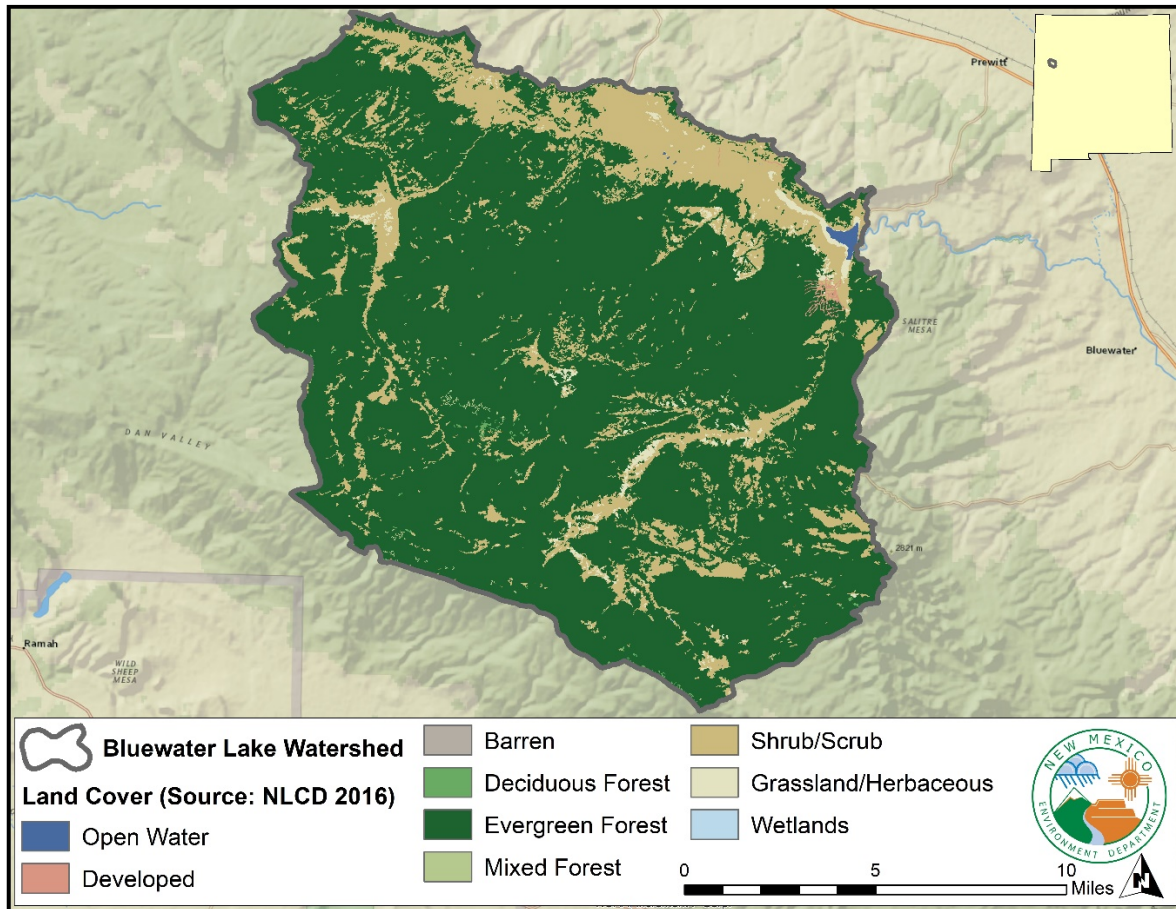 Prewitt
SALITRE
MESA
Bluewater
DAN VALLEY
2821 m
Ramah
WILD
SHEEP
MESA
Bluewater Lake Watershed
Land Cover (Source: NLCD 2016)
Open Water
Developed
Barren
Deciduous Forest
Evergreen Forest
Mixed Forest
Shrub/Scrub
Grassland/Herbaceous
Wetlands
0 5 10
Miles
NEW MEXICO
ENVIRONMENT DEPARTMENT
N